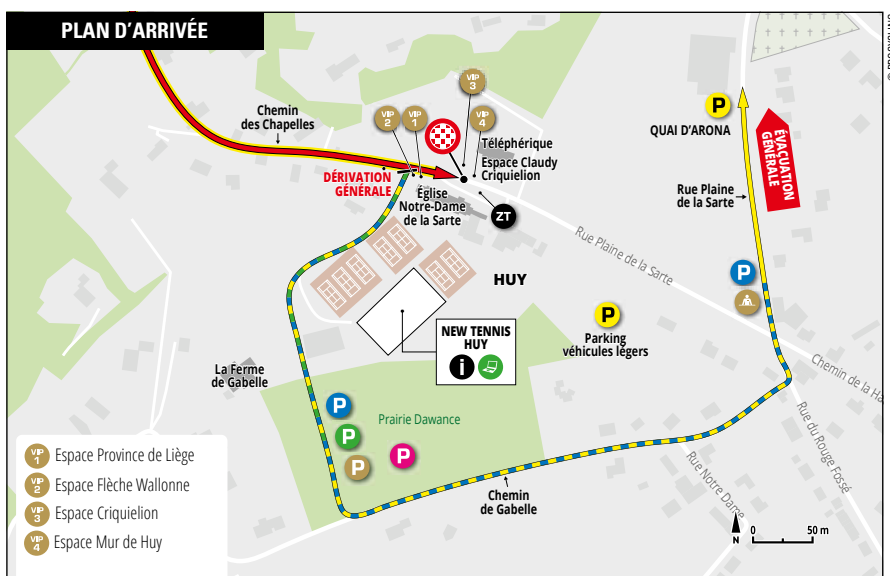 PLAN D'ARRIVÉE
Chemin
des Chapelles
VIP
2
VIP
1
VIP
3
VIP
4
Téléphérique
Espace Claudy
Criquielion
DÉRIVATION
GÉNÉRALE
Église
Notre-Dame
de la Sarte
ZT
P
QUAI D'ARONA
ÉVACUATION
GÉNÉRALE
Rue Plaine
de la Sarte
Rue Plaine de la Sarte
P
HUY
NEW TENNIS
HUY
i
P
Parking
véhicules légers
La Ferme
de Gabelle
Chemin de la Ha
Rue du Rouge Fossé
Rue Notre Dame
P
P
P
P
Prairie Dawance
Chemin
de Gabelle
VIP
1
Espace Province de Liège
VIP
2
Espace Flèche Wallonne
VIP
3
Espace Criquielion
VIP
4
Espace Mur de Huy
N
0
50 m